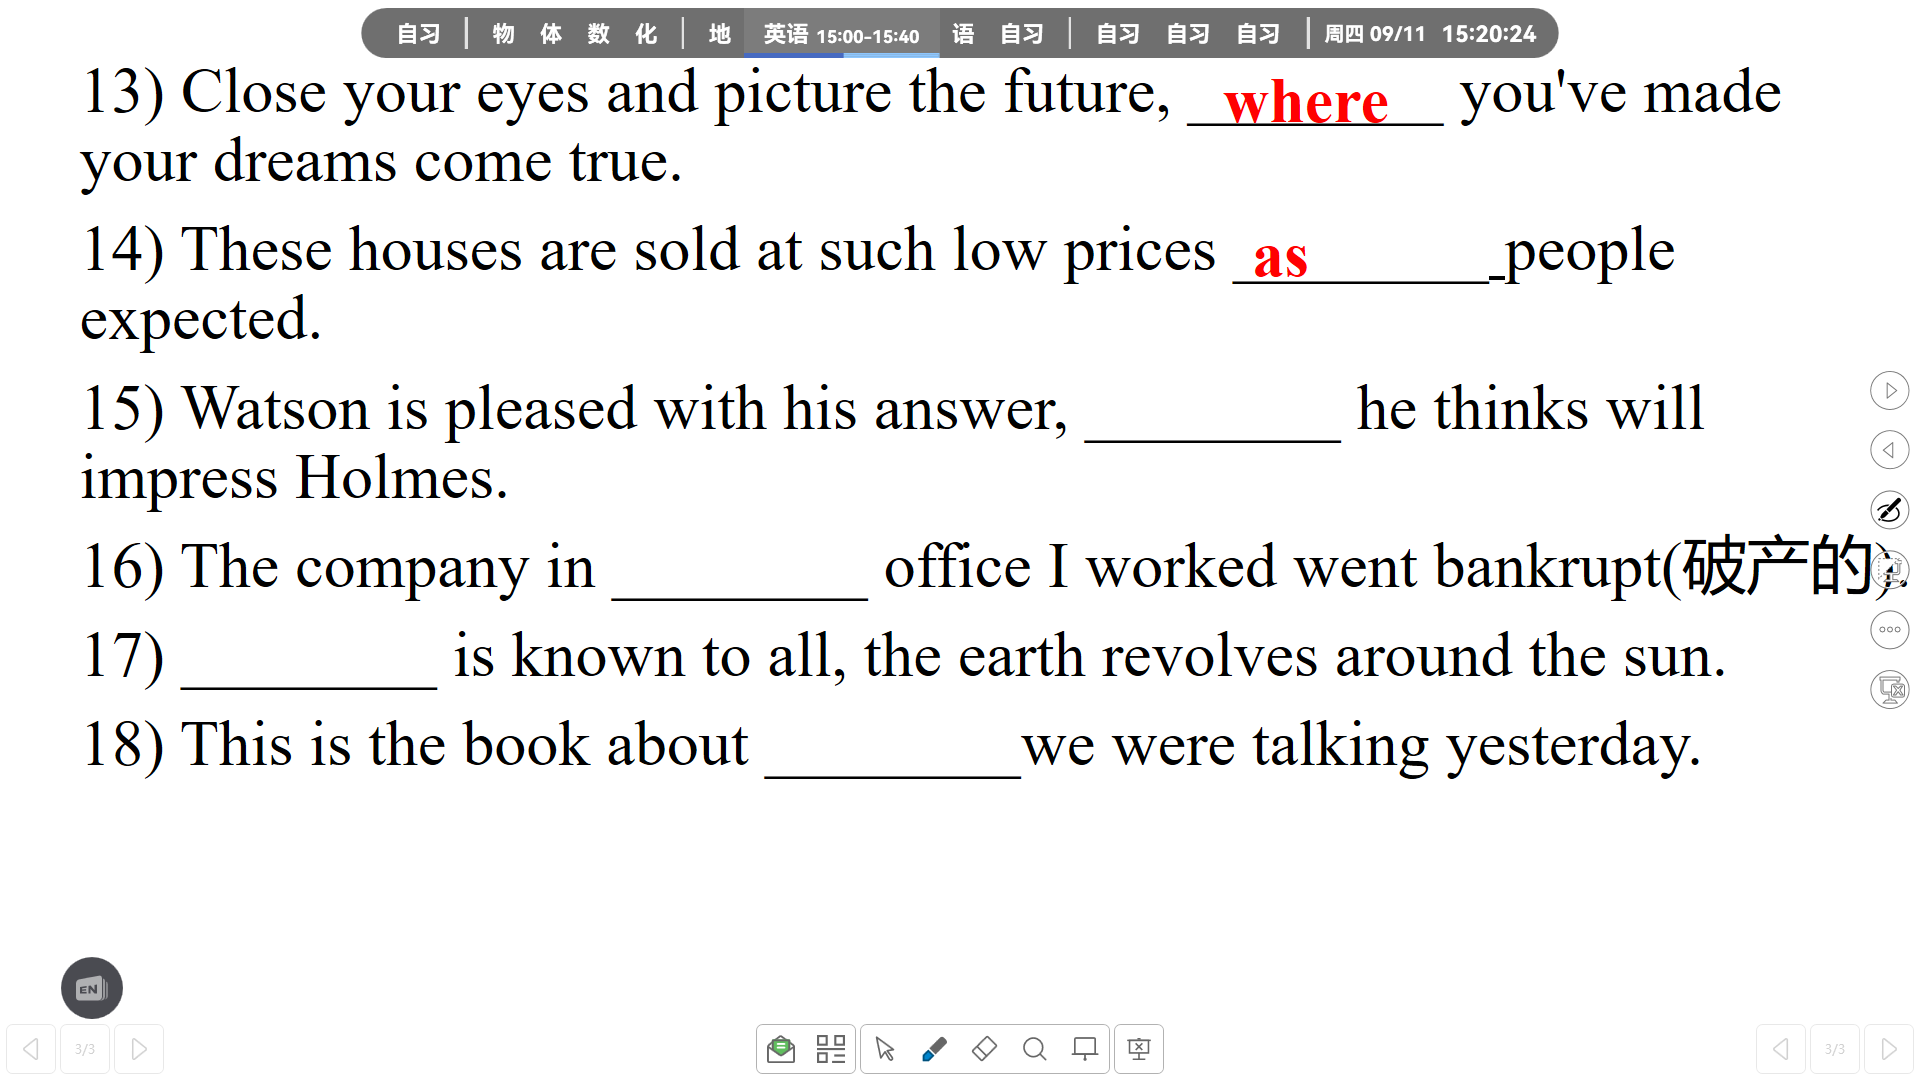 自习 | 物 体 数 化 | 地 英语 15:00-15:40 语 自习 | 自习 自习 自习 | 周四 09/11 15:20:24
13) Close your eyes and picture the future, where you've made
your dreams come true.
14) These houses are sold at such low prices as people
expected.
15) Watson is pleased with his answer, ________ he thinks will
impress Holmes.
16) The company in ________ office I worked went bankrupt(破产的).
17) ________ is known to all, the earth revolves around the sun.
18) This is the book about ________we were talking yesterday.
EN
3/3
3/3